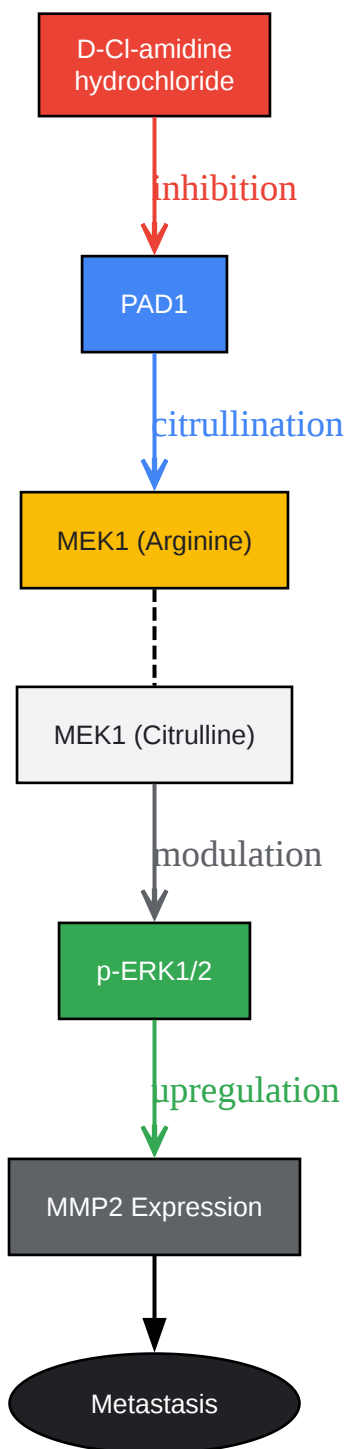 D-Cl-amidine
hydrochloride
inhibition
PAD1
citrullination
MEK1 (Arginine)
MEK1 (Citrulline)
modulation
p-ERK1/2
upregulation
MMP2 Expression
Metastasis